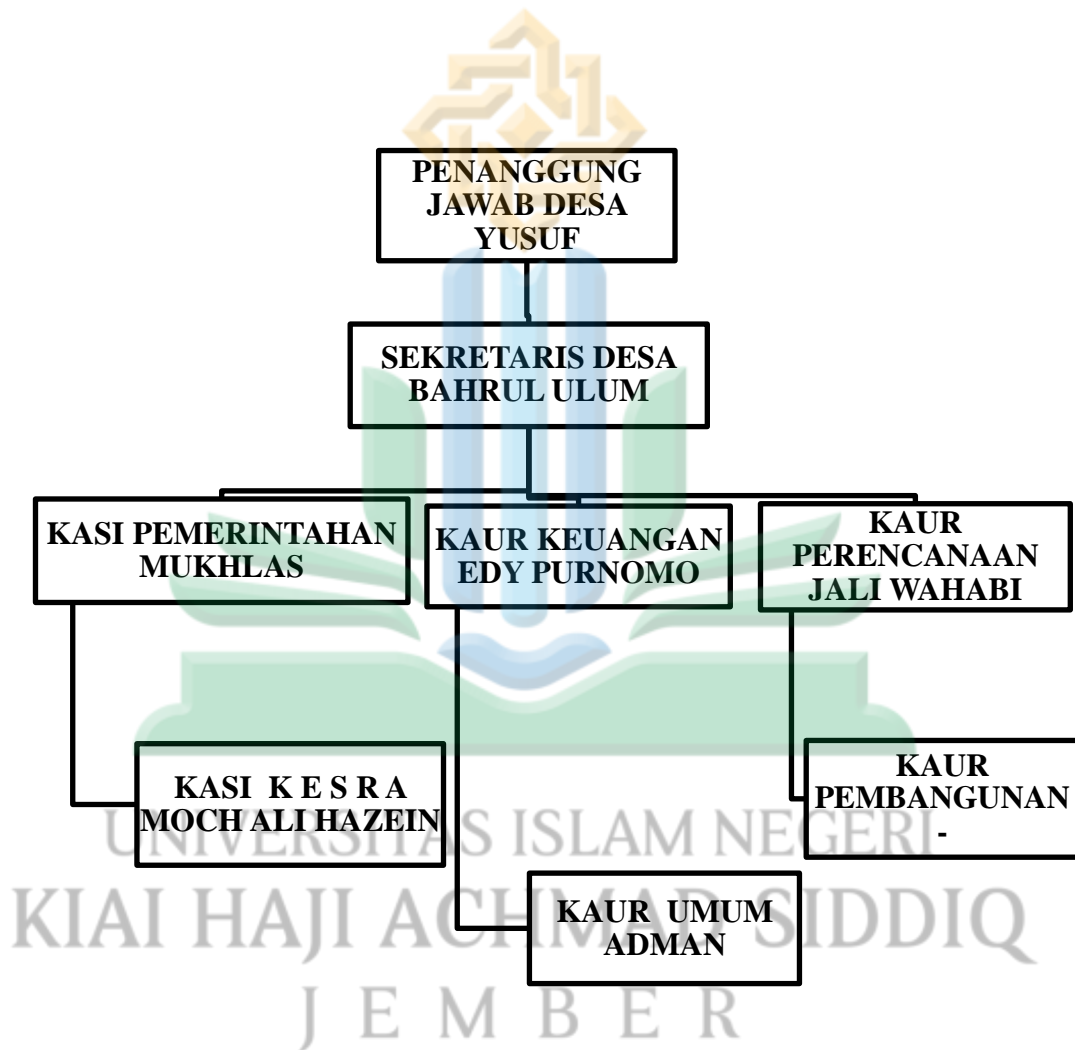 PENANGGUNG
JAWAB DESA
YUSUF
SEKRETARIS DESA
BAHRUL ULUM
KASI PEMERINTAHAN
MUKHLAS
KAUR KEUANGAN
EDY PURNOMO
KAUR
PERENCANAAN
JALI WAHABI
KASI K E S R A
MOCH ALI HAZEIN
KAUR
PEMBANGUNAN
-
KAUR UMUM
ADMAN
UNIVERSITAS ISLAM NEGERI
KIAI HAJI ACHMAD SIDDIQ
J E M B E R